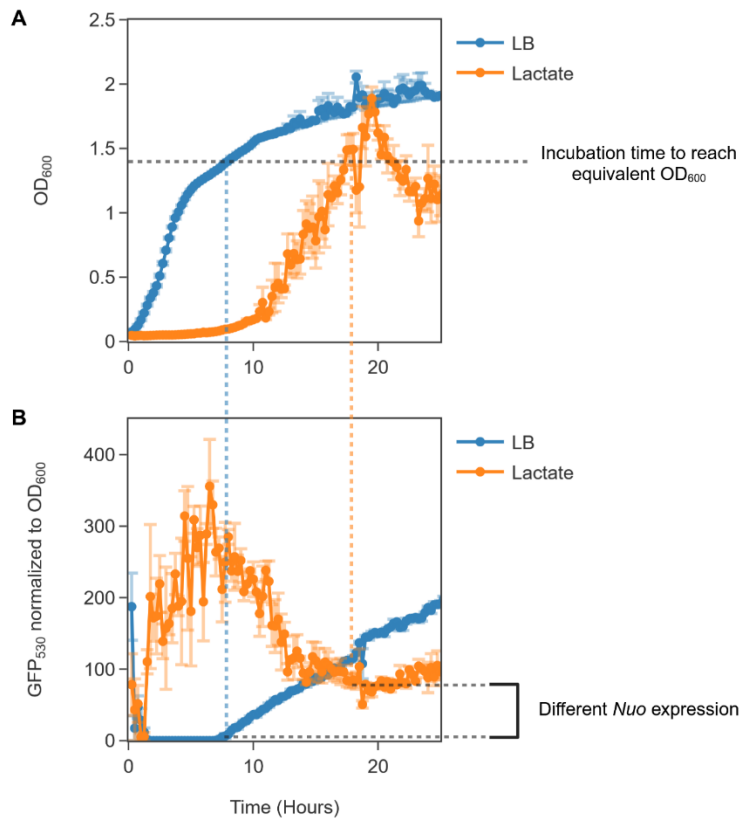 A
OD600
2.5
2
1.5
1
0.5
0
0
10
20
LB
Lactate
Incubation time to reach
equivalent OD600
B
GFP530 normalized to OD600
400
300
200
100
0
0
10
20
Time (Hours)
LB
Lactate
Different Nuo expression